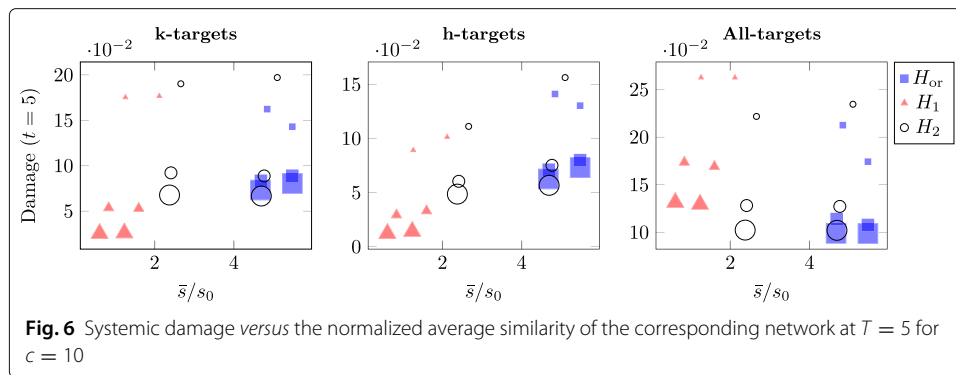 k-targets
h-targets
All-targets
·10⁻²
·10⁻²
·10⁻²
20
15
10
5
15
10
5
0
25
20
15
10
Damage (t = 5)
2 4
2 4
2 4
s̅/s₀
s̅/s₀
s̅/s₀
H_or
H₁
H₂
Fig. 6 Systemic damage versus the normalized average similarity of the corresponding network at T = 5 for
c = 10